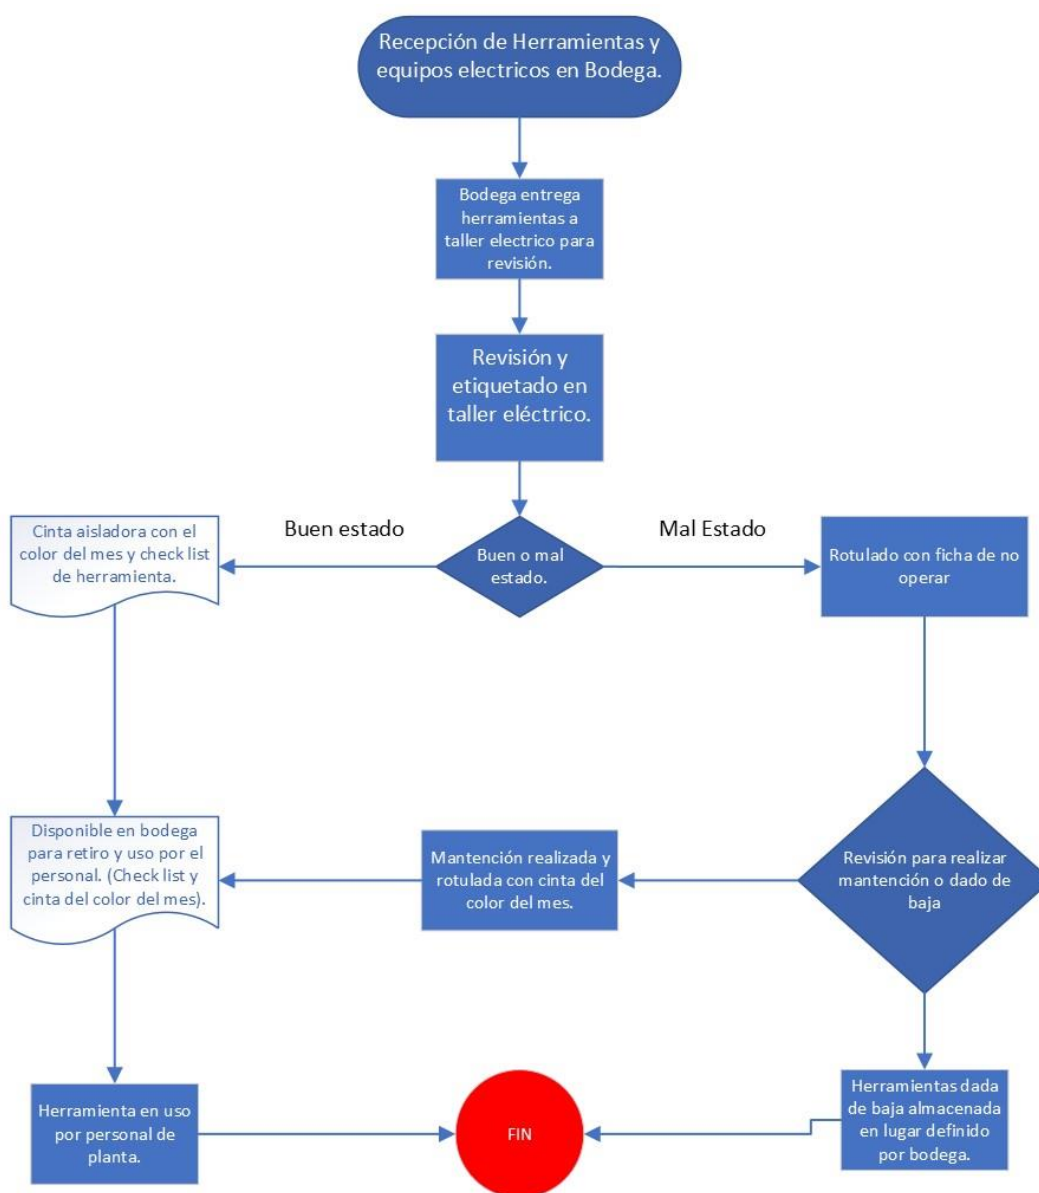 Recepción de Herramientas y
equipos electricos en Bodega.
Bodega entrega
herramientas a
taller electrico para
revisión.
Revisión y
etiquetado en
taller eléctrico.
Cinta aisladora con el
color del mes y check list
de herramienta.
Buen estado
Buen o mal
estado.
Mal Estado
Rotulado con ficha de no
operar
Disponible en bodega
para retiro y uso por el
personal. (Check list y
cinta del color del mes).
Mantención realizada y
rotulada con cinta del
color del mes.
Revisión para realizar
mantención o dado de
baja
Herramienta en uso
por personal de
planta.
FIN
Herramientas dada
de baja almacenada
en lugar definido
por bodega.